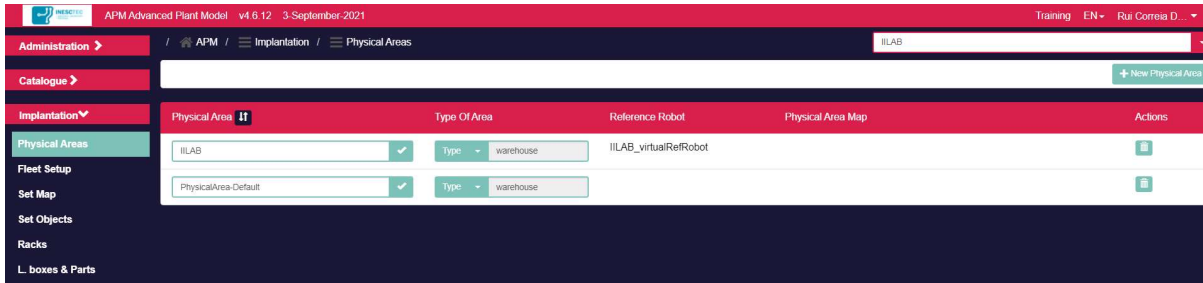 INESCTEC APM Advanced Plant Model v4.6.12 3-September-2021 Training EN Rui Correia D...
Administration
/ APM / Implantation / Physical Areas IILAB
Catalogue
+ New Physical Area
Implantation
Physical Area Type Of Area Reference Robot Physical Area Map Actions
Physical Areas
IILAB Type warehouse IILAB_virtualRefRobot
Fleet Setup
PhysicalArea-Default Type warehouse
Set Map
Set Objects
Racks
L. boxes & Parts